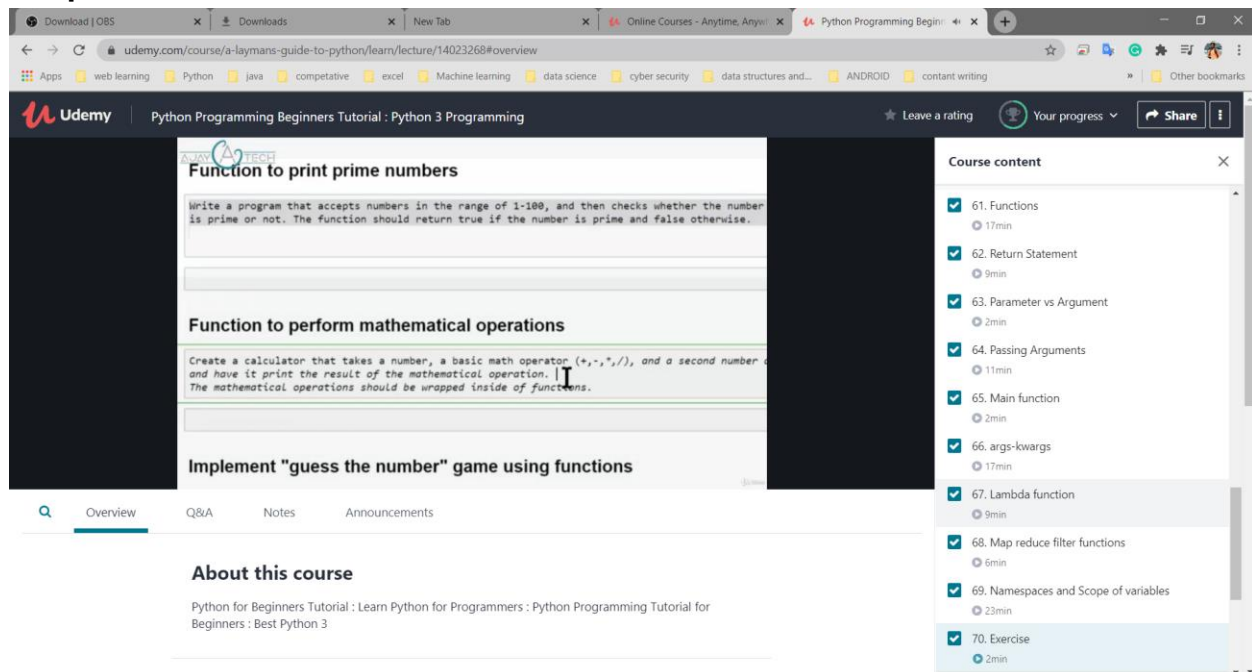 Download | OBS
Downloads
New Tab
Online Courses - Anytime, Anyw
Python Programming Beginn
udemy.com/course/a-laymans-guide-to-python/learn/lecture/14023268#overview
Apps web learning Python java competative excel Machine learning data science cyber security data structures and... ANDROID contant writing » Other bookmarks
Udemy Python Programming Beginners Tutorial : Python 3 Programming Leave a rating Your progress Share
AJAY A TECH
Function to print prime numbers
Write a program that accepts numbers in the range of 1-100, and then checks whether the number
is prime or not. The function should return true if the number is prime and false otherwise.
Function to perform mathematical operations
Create a calculator that takes a number, a basic math operator (+,-,*,/), and a second number
and have it print the result of the mathematical operation.
The mathematical operations should be wrapped inside of functions.
Implement "guess the number" game using functions
Overview Q&A Notes Announcements
About this course
Python for Beginners Tutorial : Learn Python for Programmers : Python Programming Tutorial for
Beginners : Best Python 3
Course content
61. Functions
17min
62. Return Statement
9min
63. Parameter vs Argument
2min
64. Passing Arguments
11min
65. Main function
2min
66. args-kwargs
17min
67. Lambda function
9min
68. Map reduce filter functions
6min
69. Namespaces and Scope of variables
23min
70. Exercise
2min